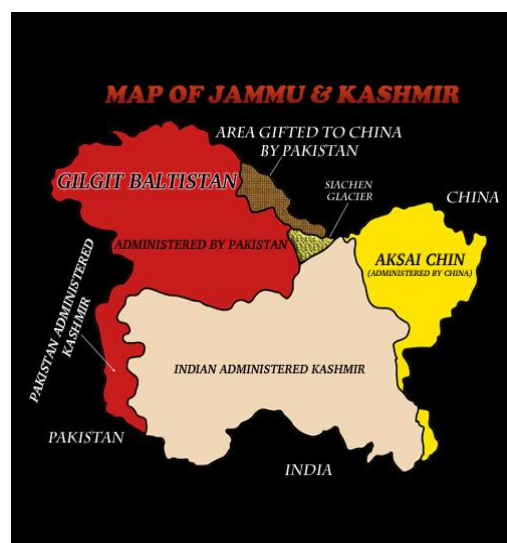 MAP OF JAMMU & KASHMIR
AREA GIFTED TO CHINA
BY PAKISTAN
GILGIT BALTISTAN
SIACHEN
GLACIER
CHINA
ADMINISTERED BY PAKISTAN
AKSAI CHIN
(ADMINISTERED BY CHINA)
PAKISTAN ADMINISTERED
KASHMIR
INDIAN ADMINISTERED KASHMIR
PAKISTAN
INDIA